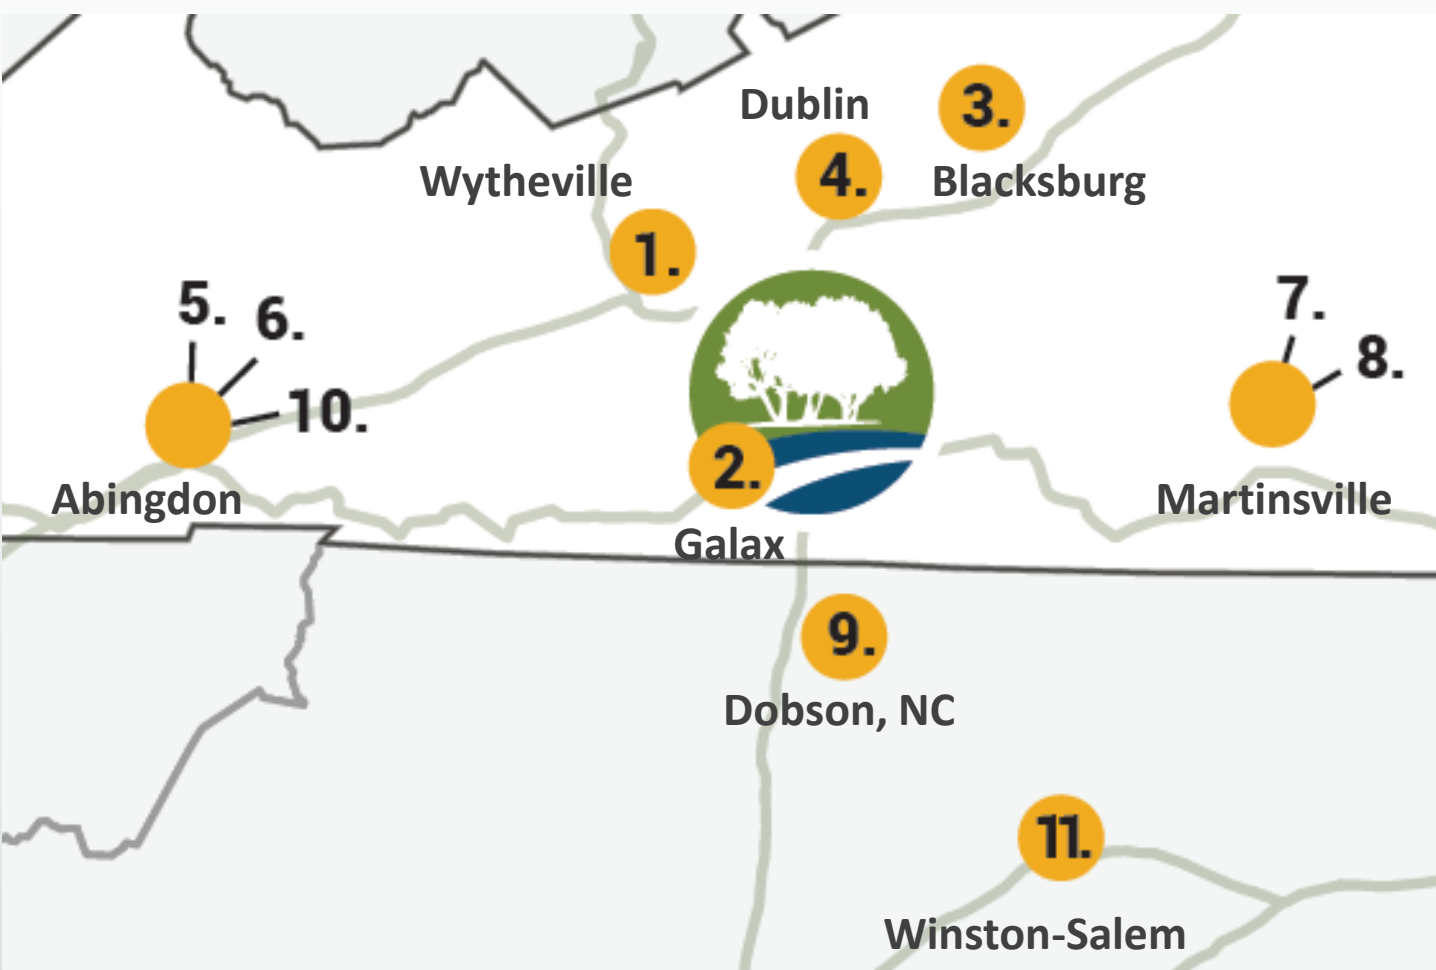 Dublin
3.
4.
Wytheville
Blacksburg
1.
5.
6.
7.
8.
10.
2.
Abingdon
Martinsville
Galax
9.
Dobson, NC
11.
Winston-Salem